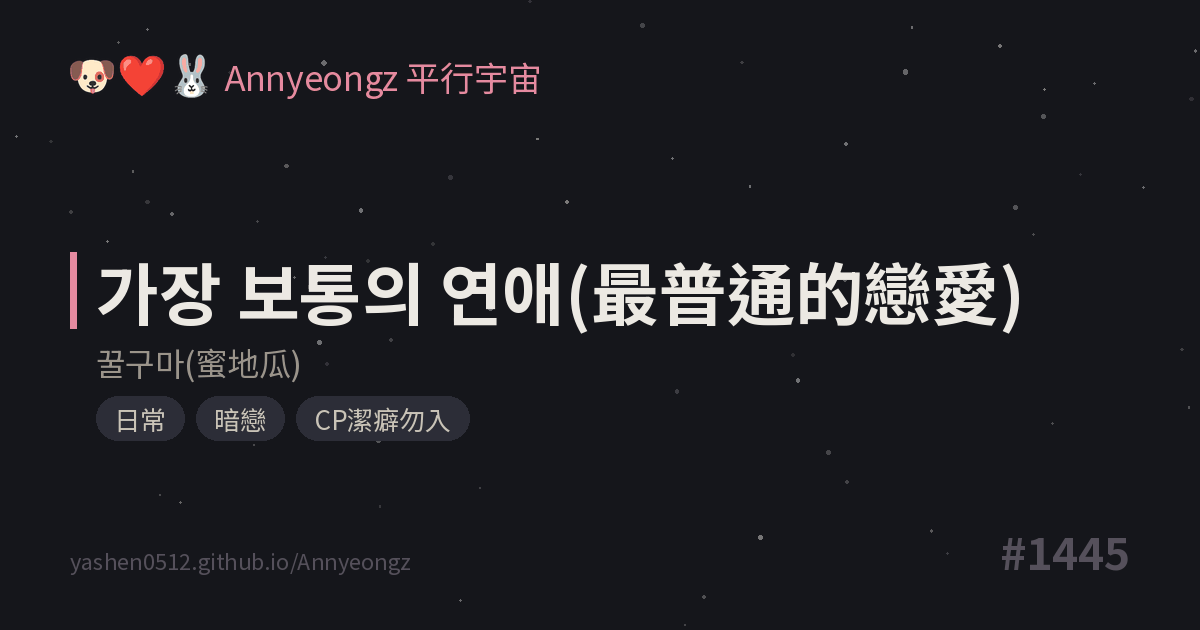 🐶❤️🐰 Annyeongz 平行宇宙
가장 보통의 연애(最普通的戀愛)
꿀구마(蜜地瓜)
日常 暗戀 CP潔癖勿入
yashen0512.github.io/Annyeongz #1445